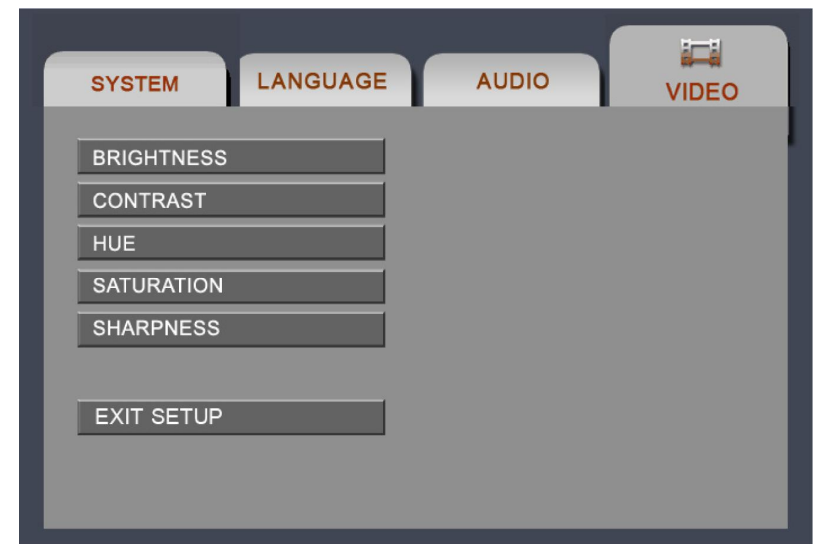 SYSTEM
LANGUAGE
AUDIO
VIDEO
BRIGHTNESS
CONTRAST
HUE
SATURATION
SHARPNESS
EXIT SETUP